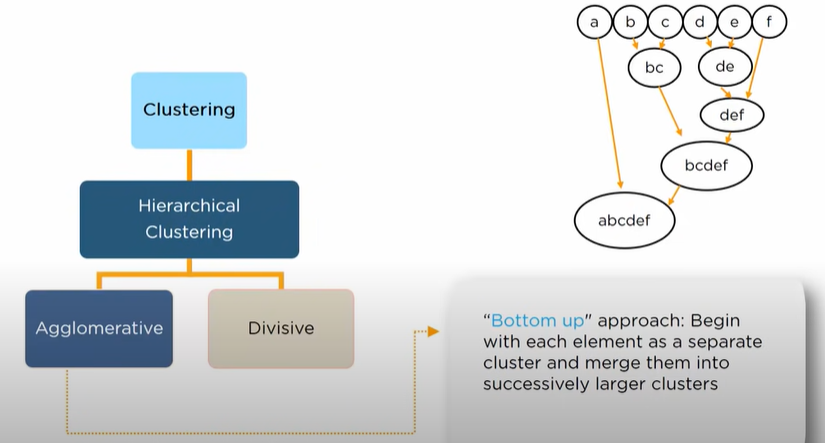 a b c d e f
bc de
def
bcdef
abcdef
Clustering
Hierarchical
Clustering
Agglomerative
Divisive
“Bottom up" approach: Begin
with each element as a separate
cluster and merge them into
successively larger clusters